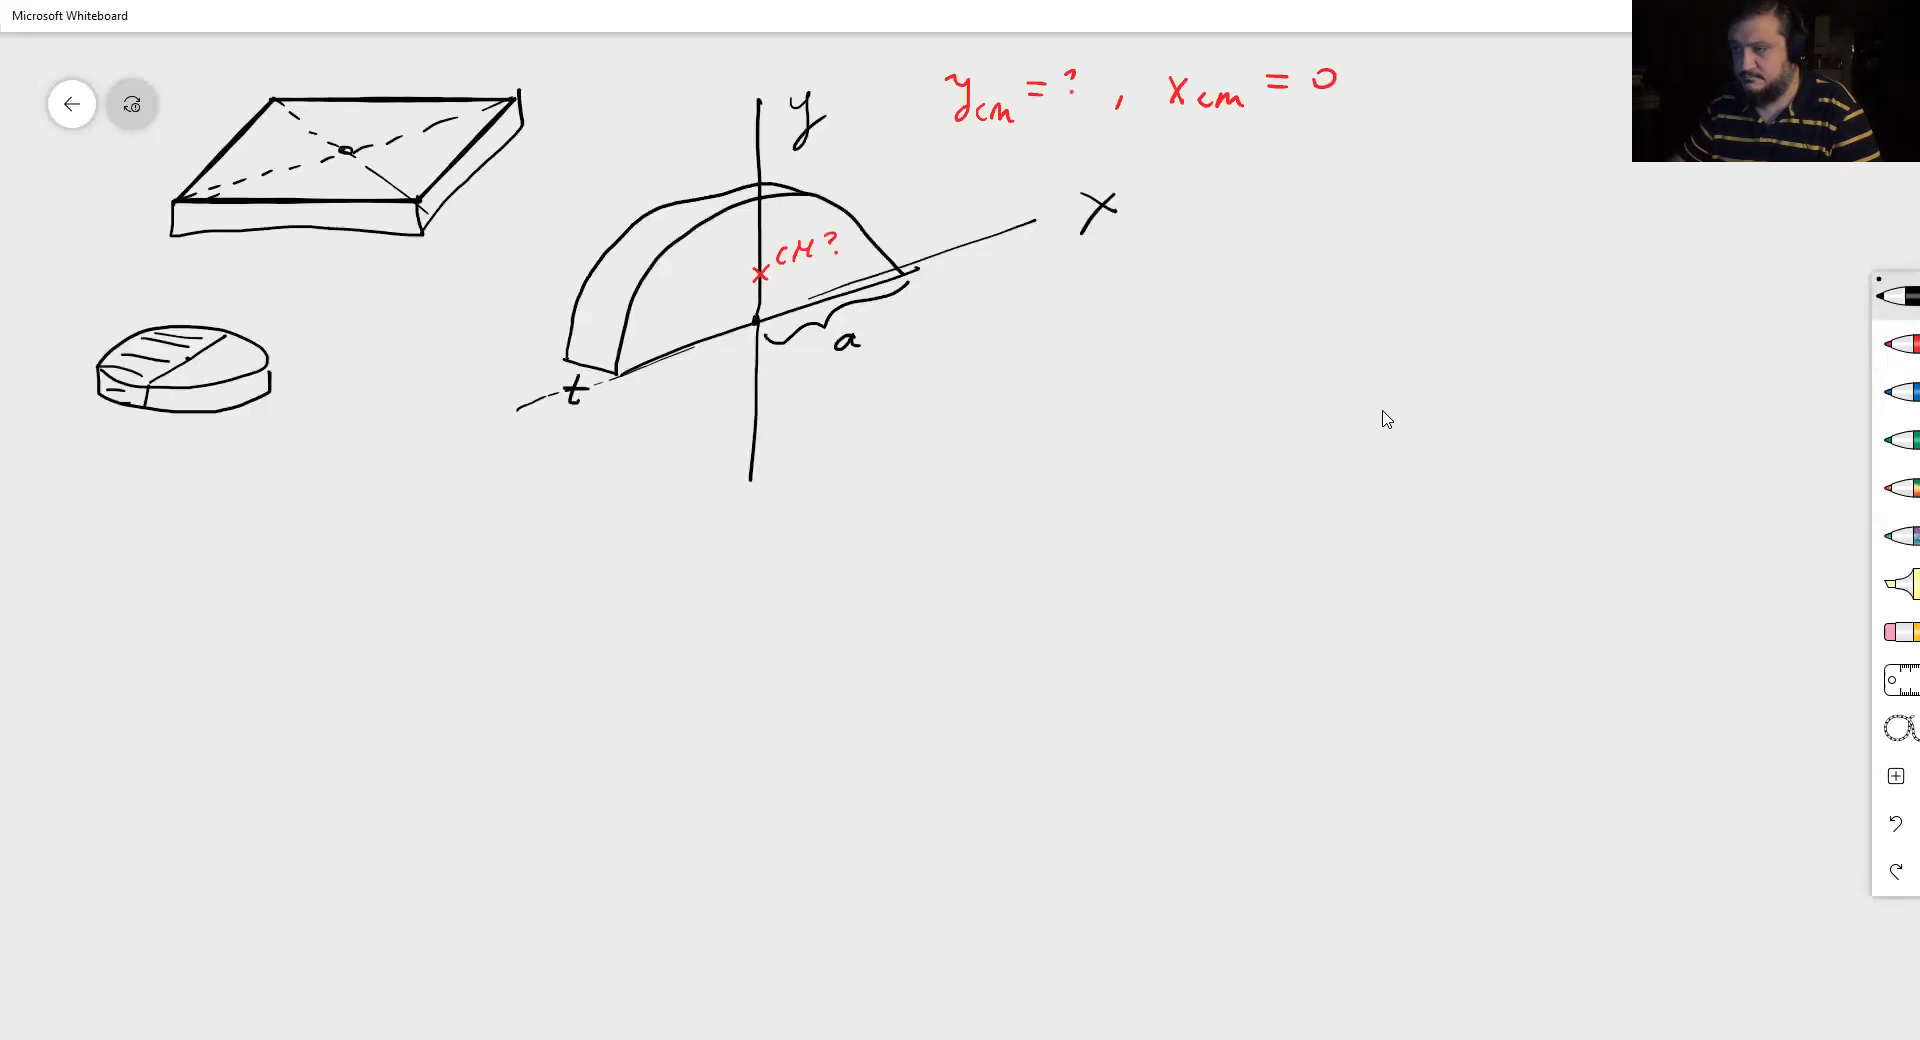 Microsoft Whiteboard
y_cm = ? , x_cm = 0
y
x
CM?
a
t